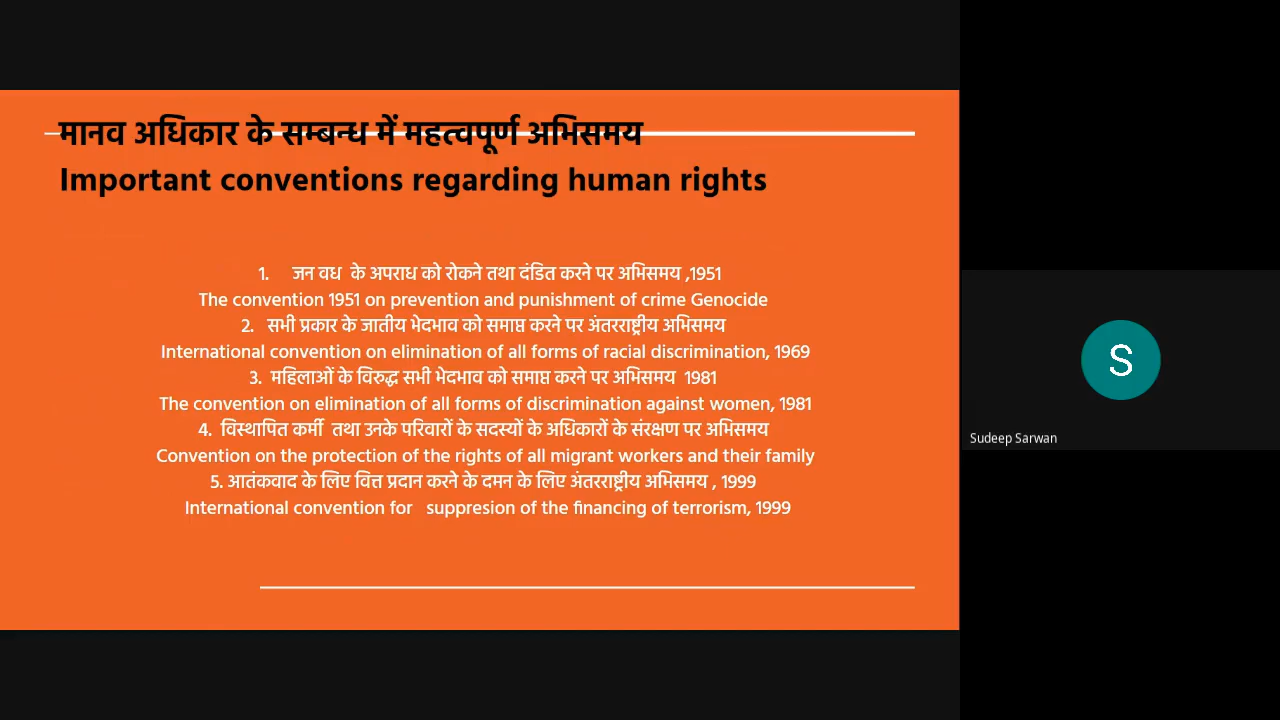 मानव अधिकार के सम्बन्ध में महत्वपूर्ण अभिसमय
Important conventions regarding human rights
1. जन वध के अपराध को रोकने तथा दंडित करने पर अभिसमय ,1951
The convention 1951 on prevention and punishment of crime Genocide
2. सभी प्रकार के जातीय भेदभाव को समाप्त करने पर अंतरराष्ट्रीय अभिसमय
International convention on elimination of all forms of racial discrimination, 1969
3. महिलाओं के विरुद्ध सभी भेदभाव को समाप्त करने पर अभिसमय 1981
The convention on elimination of all forms of discrimination against women, 1981
4. विस्थापित कर्मी तथा उनके परिवारों के सदस्यों के अधिकारों के संरक्षण पर अभिसमय
Convention on the protection of the rights of all migrant workers and their family
5. आतंकवाद के लिए वित्त प्रदान करने के दमन के लिए अंतरराष्ट्रीय अभिसमय , 1999
International convention for suppresion of the financing of terrorism, 1999
S
Sudeep Sarwan